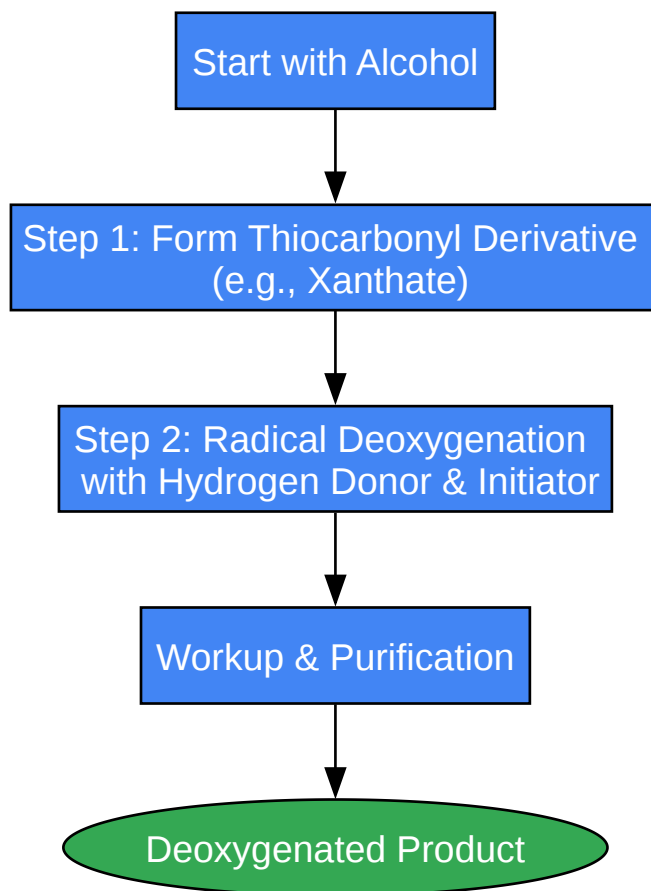 Start with Alcohol
Step 1: Form Thiocarbonyl Derivative
(e.g., Xanthate)
Step 2: Radical Deoxygenation
with Hydrogen Donor & Initiator
Workup & Purification
Deoxygenated Product